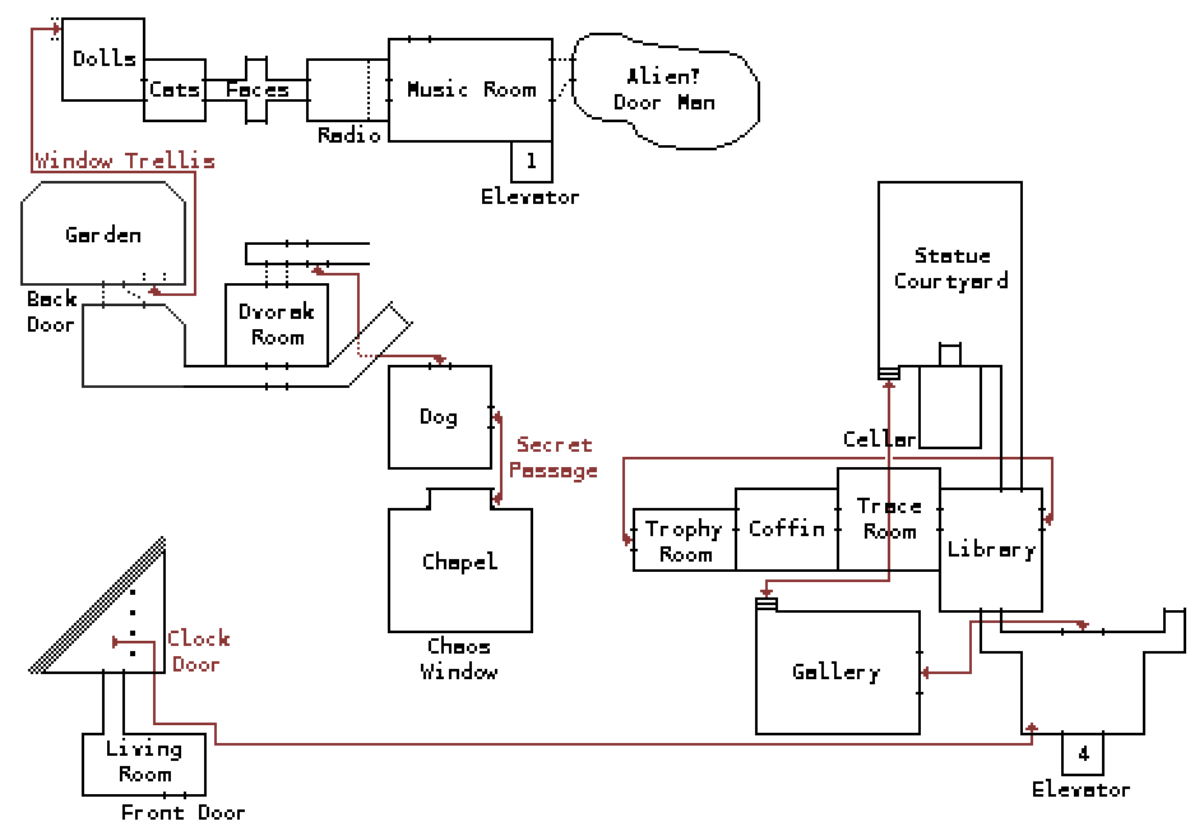 Dolls
Cats
Faces
Radio
Music Room
Alien?
Door Man
1
Elevator
Window Trellis
Garden
Back
Door
Dvorak
Room
Statue
Courtyard
Dog
Secret
Passage
Cellar
Trophy
Room
Coffin
Trace
Room
Library
Chapel
Chaos
Window
Clock
Door
Gallery
Living
Room
Front Door
4
Elevator